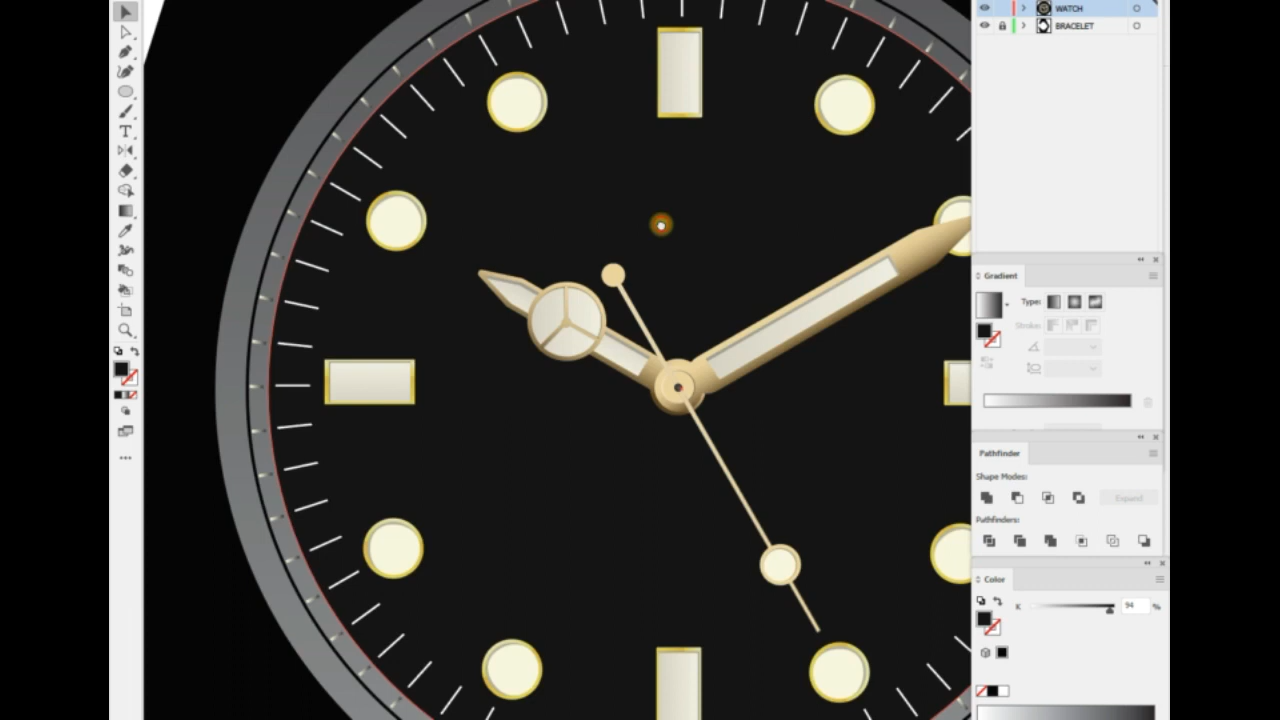 WATCH
BRACELET
Gradient
Type:
Stroke:
Pathfinder
Shape Modes:
Expand
Pathfinders:
Color
K 94 %